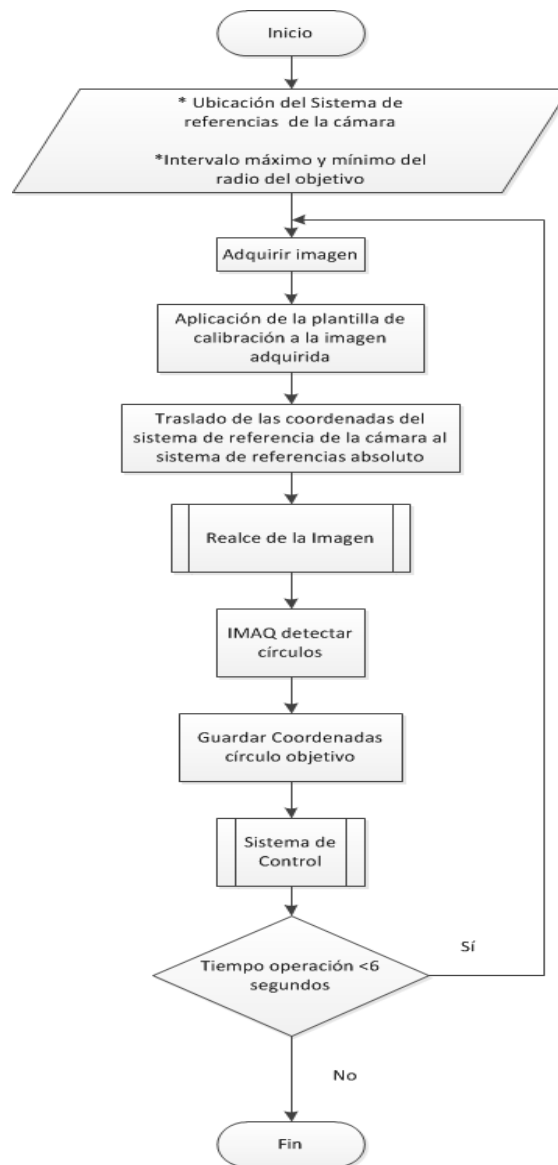 Inicio
* Ubicación del Sistema de
referencias de la cámara
*Intervalo máximo y mínimo del
radio del objetivo
Adquirir imagen
Aplicación de la plantilla de
calibración a la imagen
adquirida
Traslado de las coordenadas del
sistema de referencia de la cámara al
sistema de referencias absoluto
Realce de la Imagen
IMAQ detectar
círculos
Guardar Coordenadas
círculo objetivo
Sistema de
Control
Tiempo operación <6
segundos
Sí
No
Fin